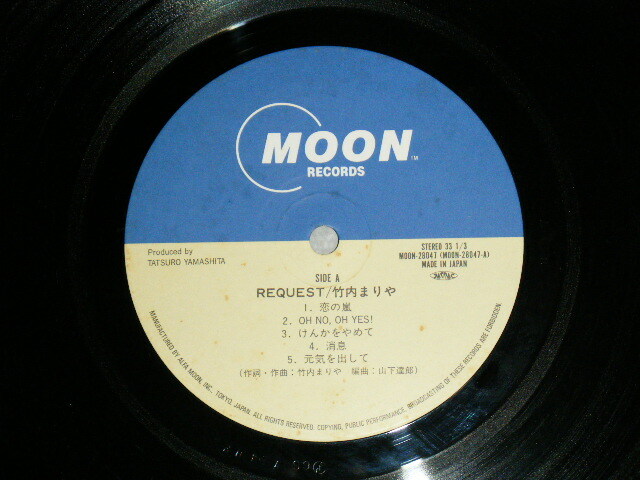 MOON TM
RECORDS
Produced by
TATSURO YAMASHITA
STEREO 33 1/3
MOON-28047 (MOON-28047-A)
MADE IN JAPAN
SIDE A
REQUEST/竹内まりや
1. 恋の嵐
2. OH NO, OH YES!
3. けんかをやめて
4. 消息
5. 元気を出して
(作詞・作曲:竹内まりや 編曲:山下達郎)
MANUFACTURED BY ALFA MOON, INC., TOKYO, JAPAN. ALL RIGHTS RESERVED. COPYING, PUBLIC PERFORMANCE, BROADCASTING OF THESE RECORDS ARE FORBIDDEN.